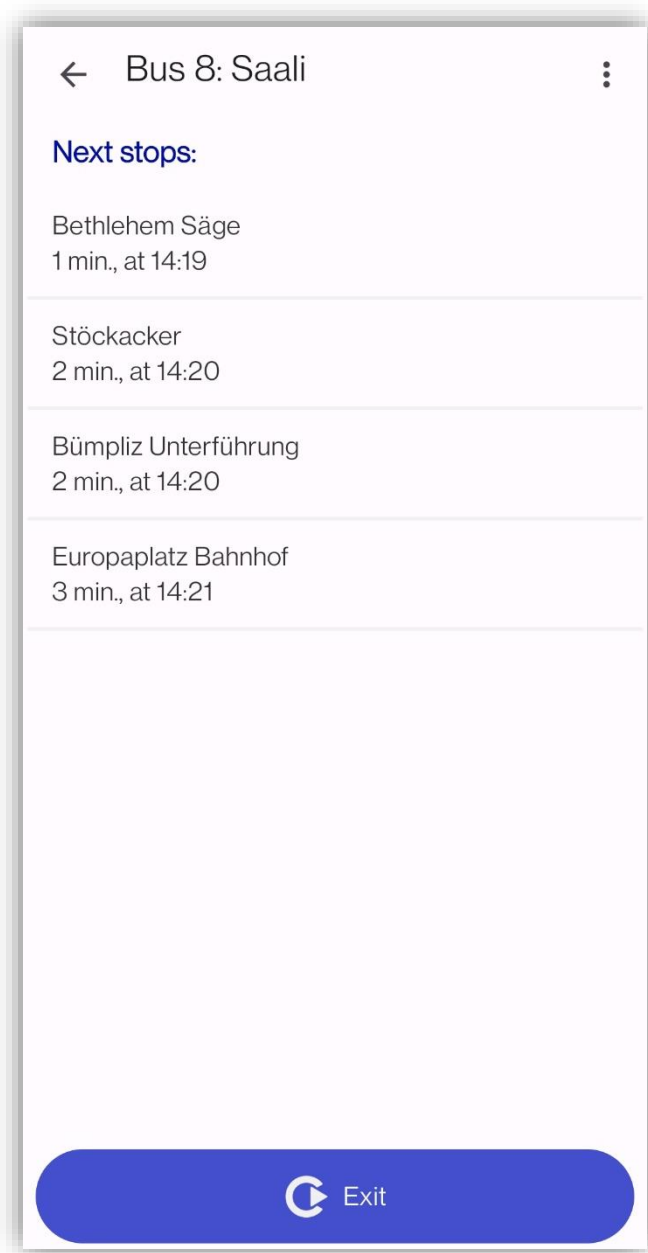 Bus 8: Saali
Next stops:
Bethlehem Säge
1 min., at 14:19
Stöckacker
2 min., at 14:20
Bümpliz Unterführung
2 min., at 14:20
Europaplatz Bahnhof
3 min., at 14:21
Exit